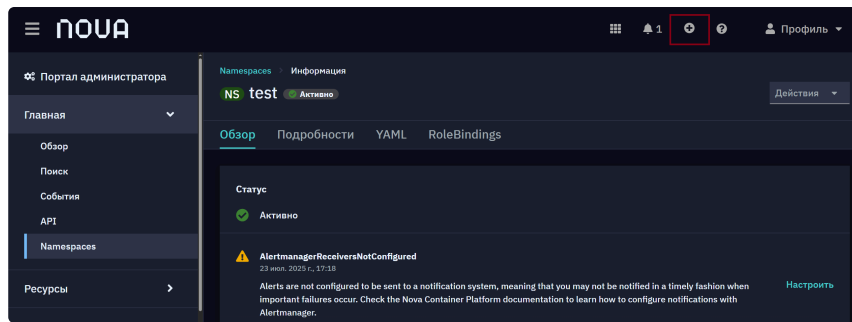 NOVA
1
Профиль
Портал администратора
Главная
Обзор
Поиск
События
API
Namespaces
Ресурсы
Namespaces
Информация
NS test Активно
Действия
Обзор Подробности YAML RoleBindings
Статус
Активно
AlertmanagerReceiversNotConfigured
23 июл. 2025 г., 17:18
Alerts are not configured to be sent to a notification system, meaning that you may not be notified in a timely fashion when
important failures occur. Check the Nova Container Platform documentation to learn how to configure notifications with
Alertmanager.
Настроить